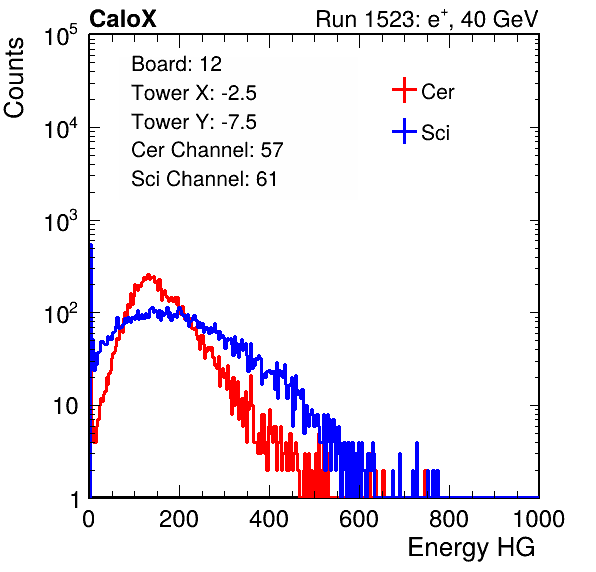 CaloX Run 1523: e⁺, 40 GeV
Board: 12
Tower X: -2.5
Tower Y: -7.5
Cer Channel: 57
Sci Channel: 61
Cer
Sci
Counts
10⁵
10⁴
10³
10²
10
1
0 200 400 600 800 1000
Energy HG